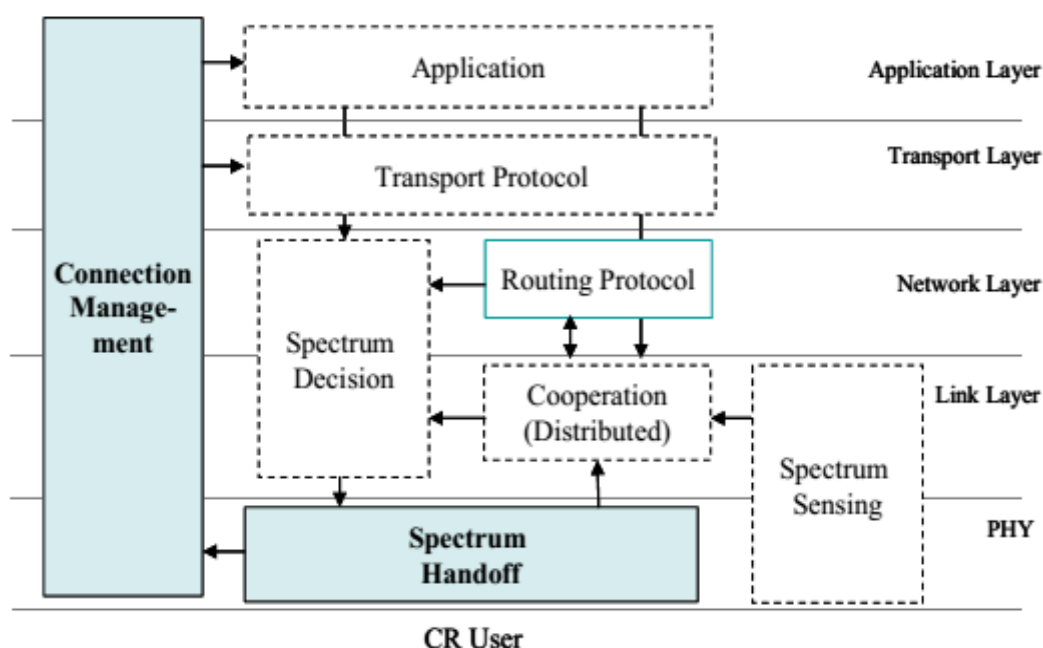 Application
Application Layer
Transport Protocol
Transport Layer
Connection
Manage-
ment
Routing Protocol
Network Layer
Spectrum
Decision
Cooperation
(Distributed)
Link Layer
Spectrum
Sensing
Spectrum
Handoff
PHY
CR User